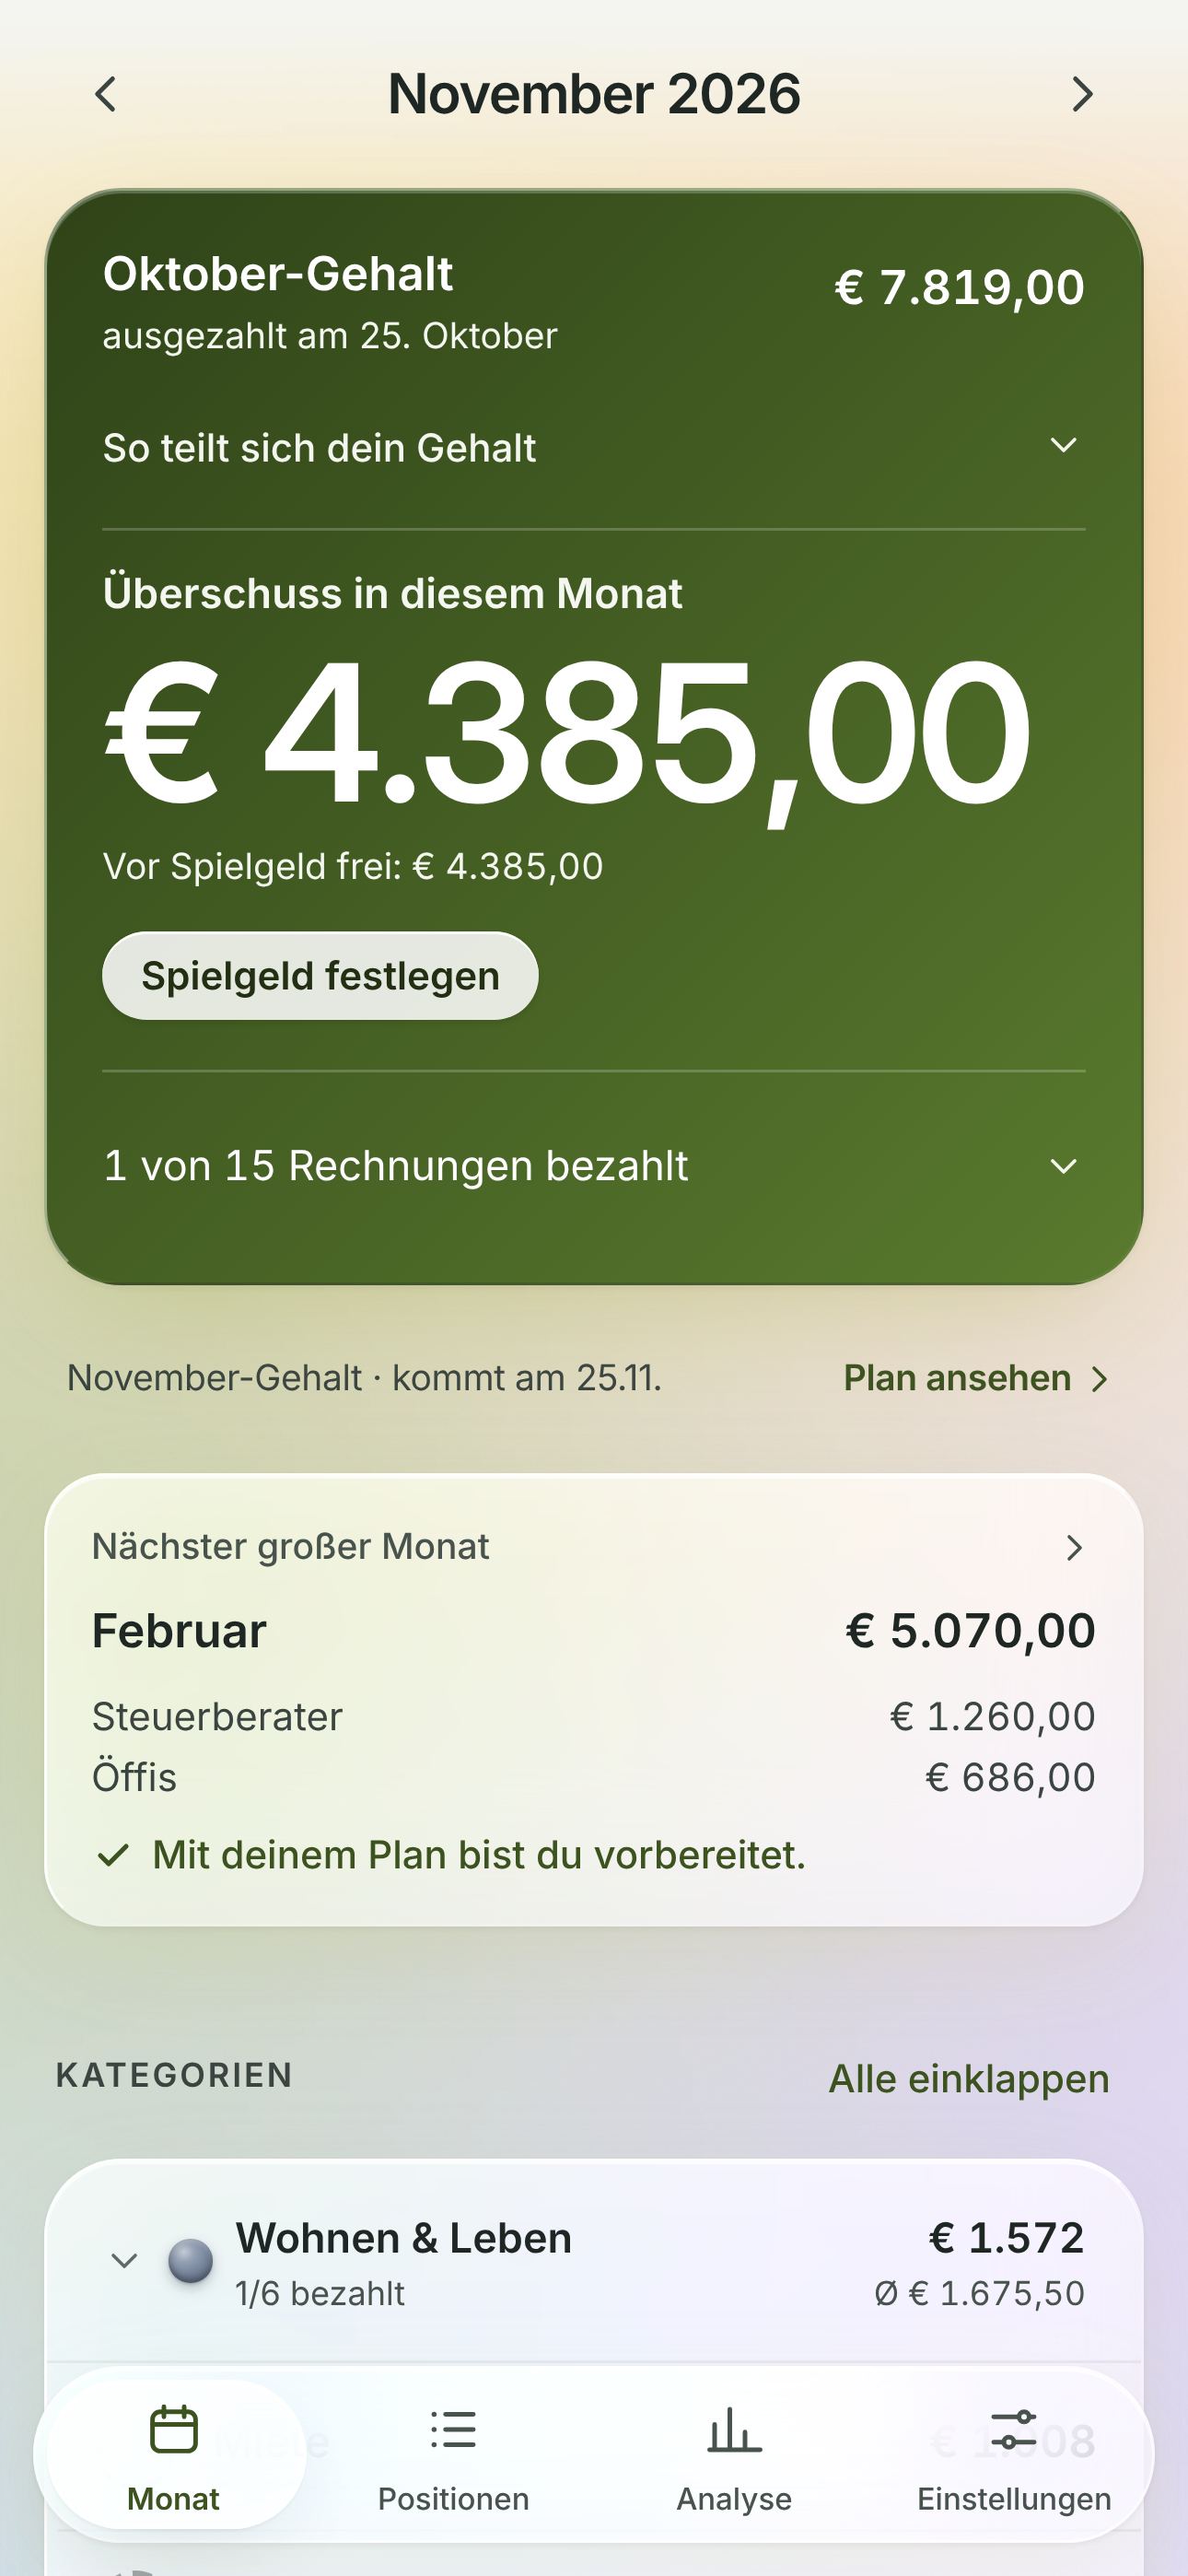 November 2026
Oktober-Gehalt
€ 7.819,00
ausgezahlt am 25. Oktober
So teilt sich dein Gehalt
Überschuss in diesem Monat
€ 4.385,00
Vor Spielgeld frei: € 4.385,00
Spielgeld festlegen
1 von 15 Rechnungen bezahlt
November-Gehalt · kommt am 25.11.
Plan ansehen
Nächster großer Monat
Februar € 5.070,00
Steuerberater € 1.260,00
Öffis € 686,00
Mit deinem Plan bist du vorbereitet.
KATEGORIEN
Alle einklappen
Wohnen & Leben € 1.572
1/6 bezahlt Ø € 1.675,50
Miete
Monat Positionen Analyse Einstellungen